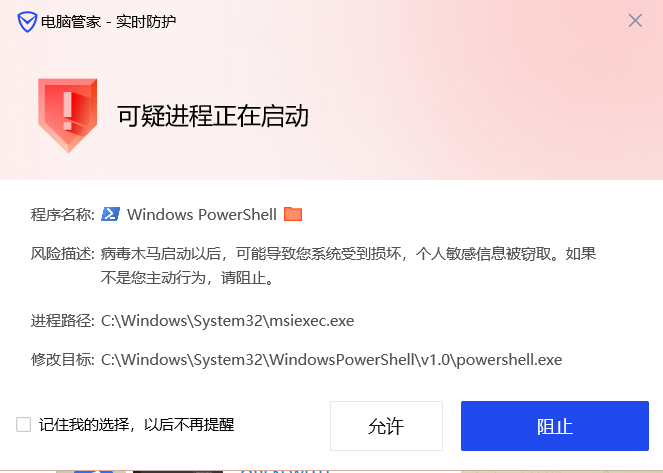 电脑管家 - 实时防护
可疑进程正在启动
程序名称: Windows PowerShell
风险描述: 病毒木马启动以后，可能导致您系统受到损坏，个人敏感信息被窃取。如果
不是您主动行为，请阻止。
进程路径: C:\Windows\System32\msiexec.exe
修改目标: C:\Windows\System32\WindowsPowerShell\v1.0\powershell.exe
记住我的选择，以后不再提醒
允许
阻止